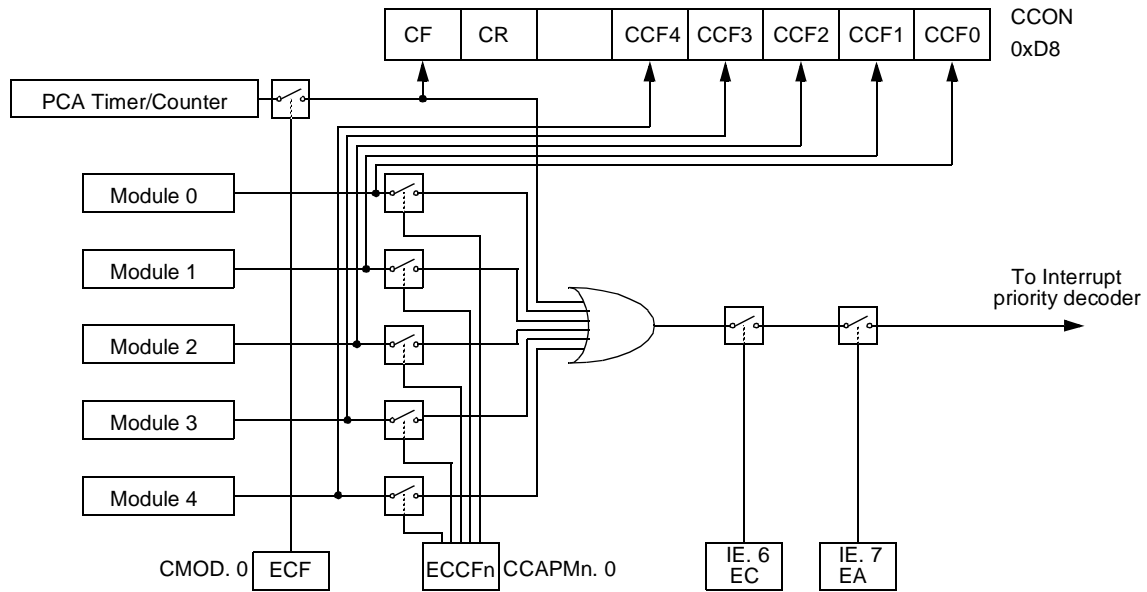 CF CR CCF4 CCF3 CCF2 CCF1 CCF0 CCON
0xD8
PCA Timer/Counter
Module 0
Module 1
Module 2
Module 3
Module 4
To Interrupt
priority decoder
CMOD. 0 ECF
ECCFn CCAPMn. 0
IE. 6
EC
IE. 7
EA